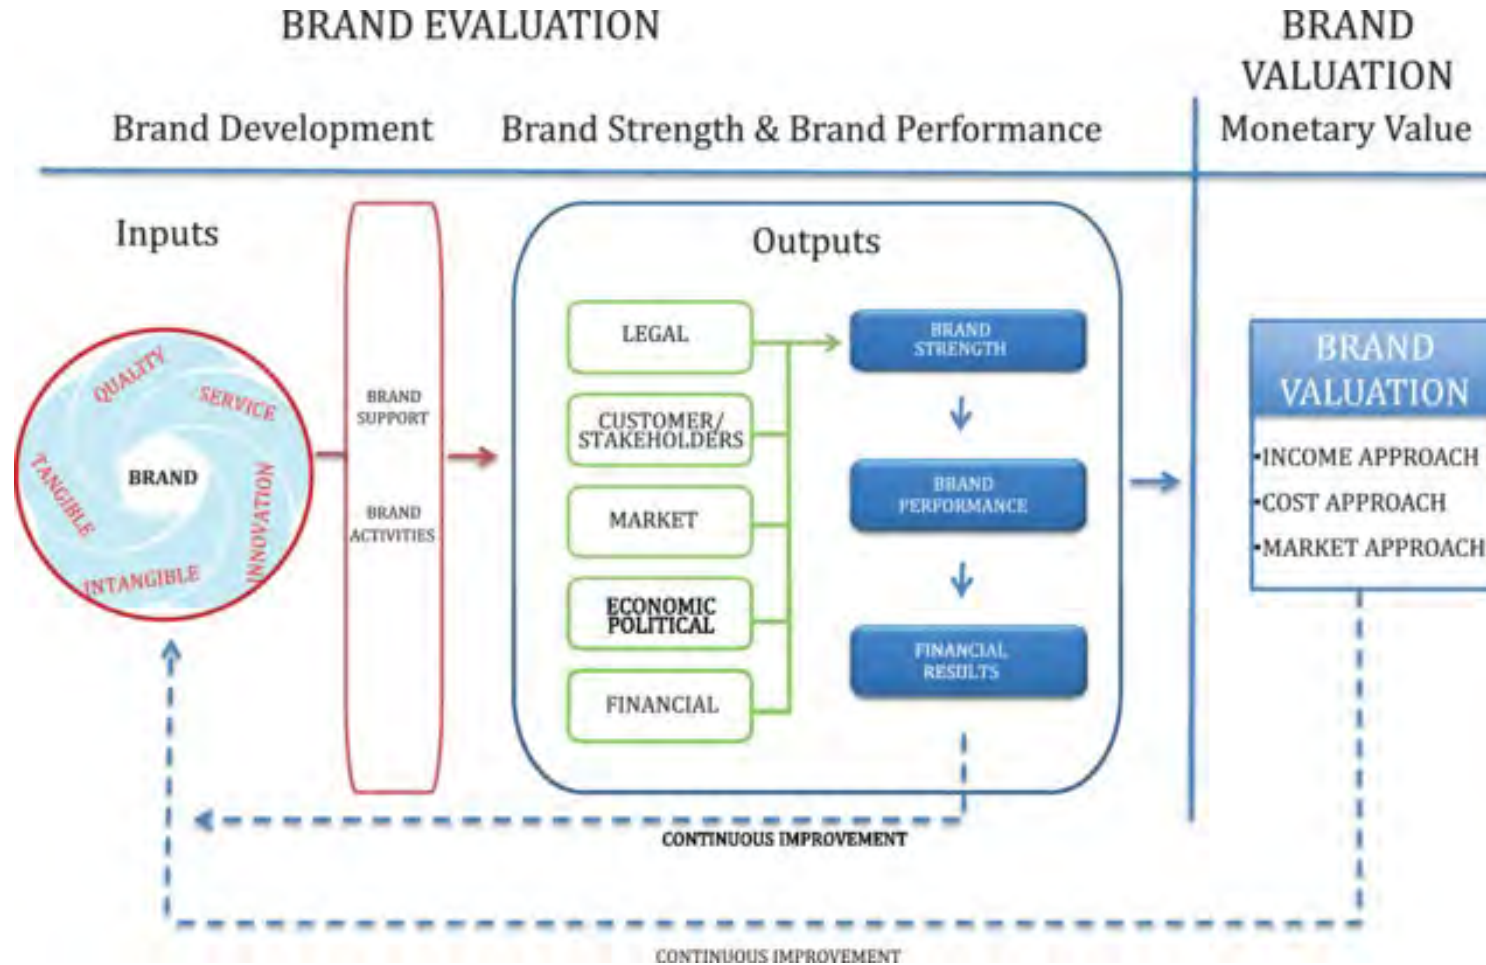 BRAND EVALUATION
BRAND
VALUATION
Brand Development
Brand Strength & Brand Performance
Monetary Value
Inputs
Outputs
QUALITY
SERVICE
TANGIBLE
BRAND
INNOVATION
INTANGIBLE
BRAND
SUPPORT
BRAND
ACTIVITIES
LEGAL
CUSTOMER/
STAKEHOLDERS
MARKET
ECONOMIC
POLITICAL
FINANCIAL
BRAND
STRENGTH
BRAND
PERFORMANCE
FINANCIAL
RESULTS
BRAND
VALUATION
•INCOME APPROACH
•COST APPROACH
•MARKET APPROACH
CONTINUOUS IMPROVEMENT
CONTINUOUS IMPROVEMENT